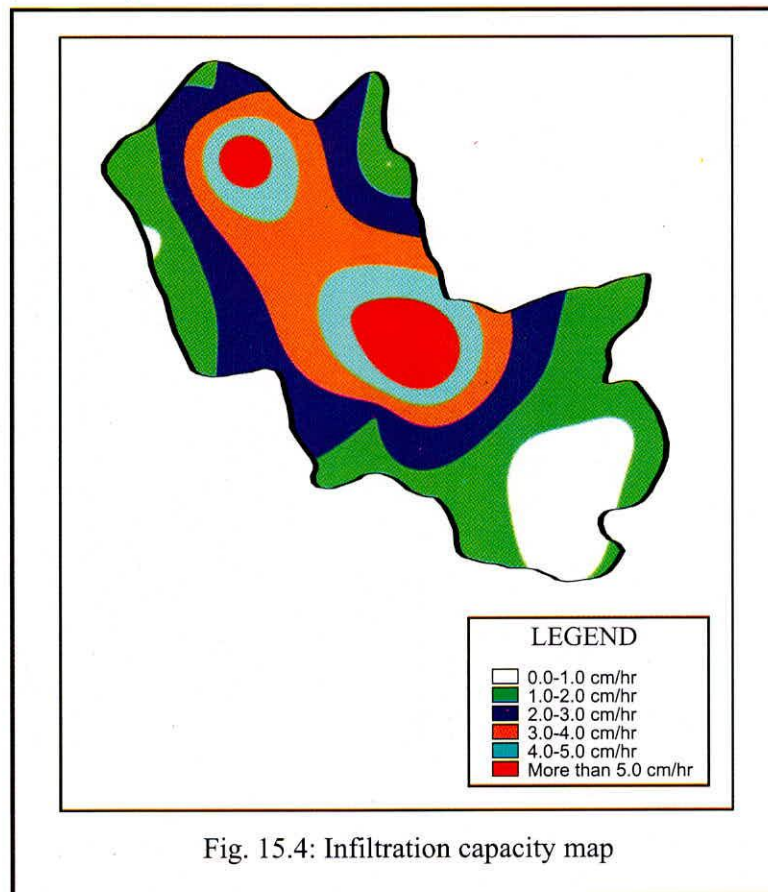 LEGEND
0.0-1.0 cm/hr
1.0-2.0 cm/hr
2.0-3.0 cm/hr
3.0-4.0 cm/hr
4.0-5.0 cm/hr
More than 5.0 cm/hr
Fig. 15.4: Infiltration capacity map